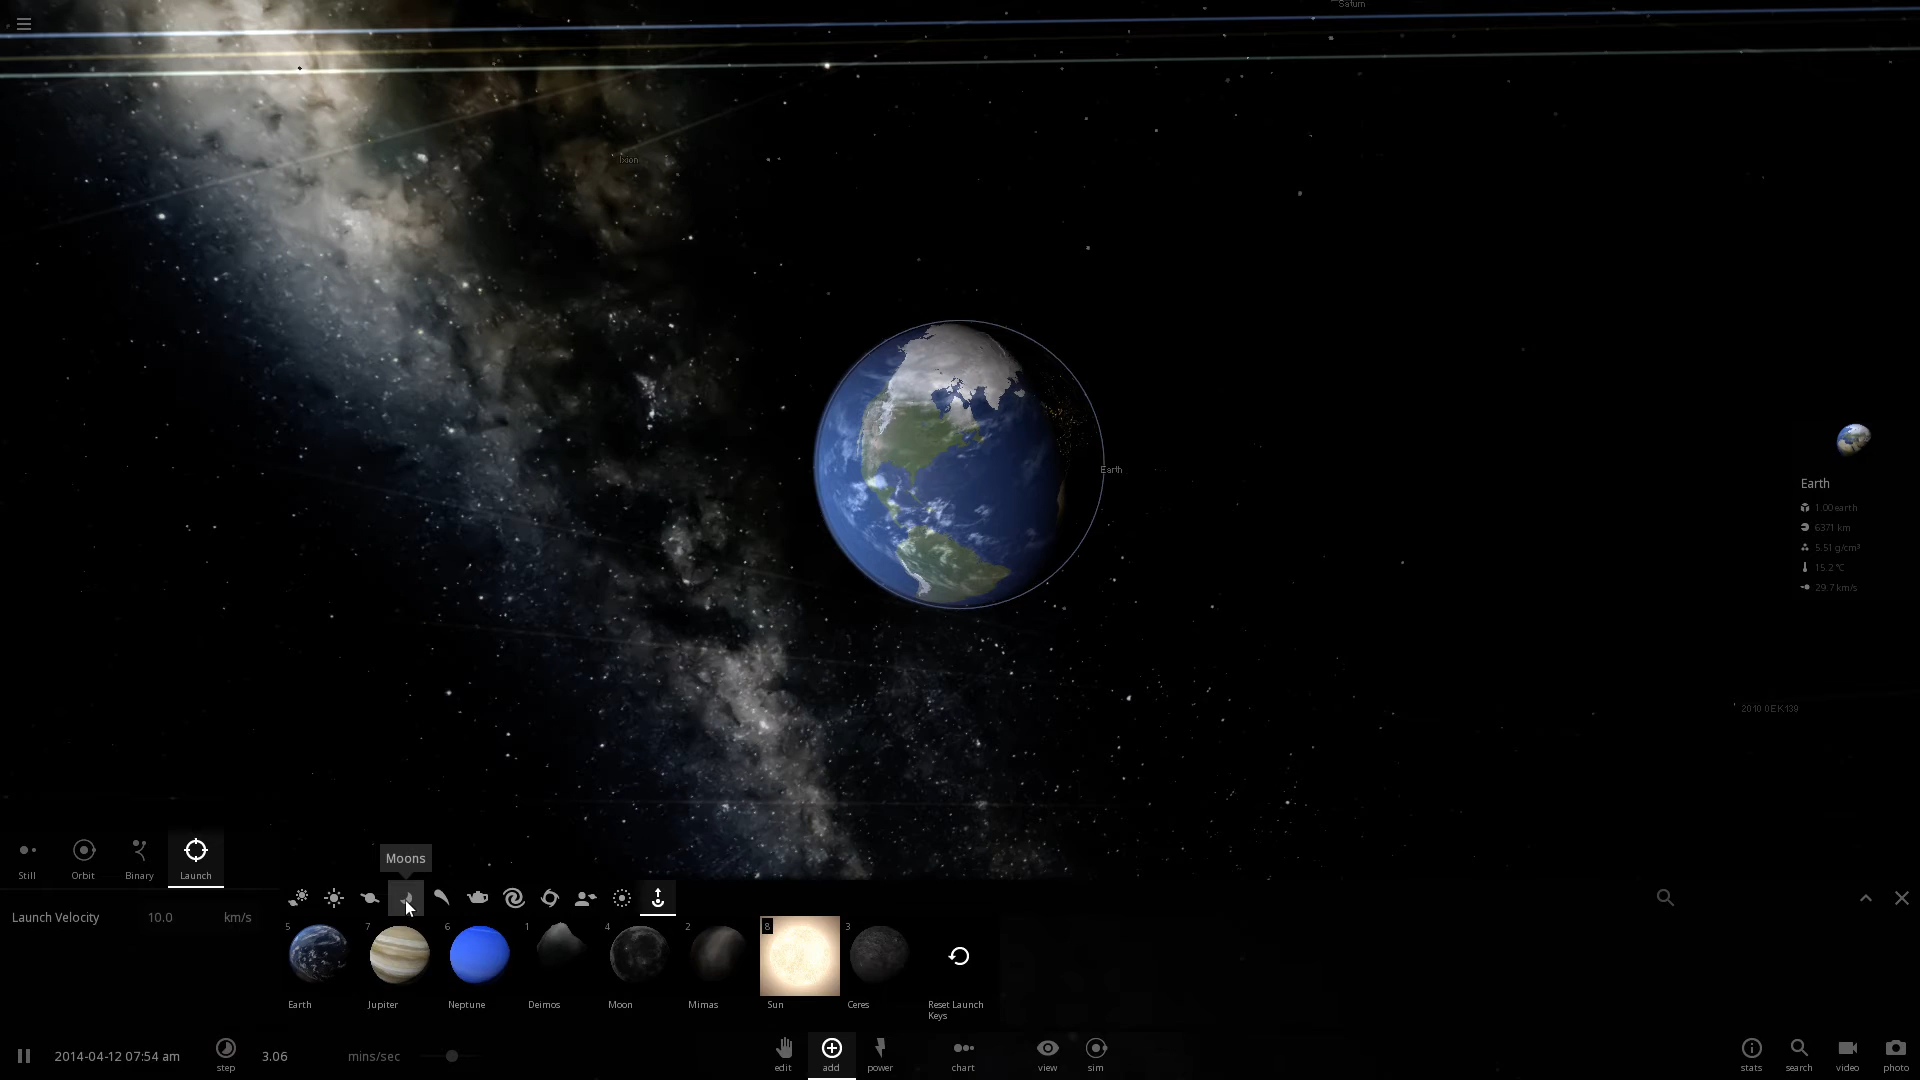 Saturn
Earth
Earth
1.00 earth
6371 km
5.51 g/cm³
15.2 °C
29.7 km/s
Still
Orbit
Binary
Launch
Moons
Launch Velocity 10.0 km/s
5 7 6 1 4 2 8 3
Earth Jupiter Neptune Deimos Moon Mimas Sun Ceres Reset Launch
Keys
2014-04-12 07:54 am step 3.06 mins/sec
edit add power chart view sim
stats search video photo